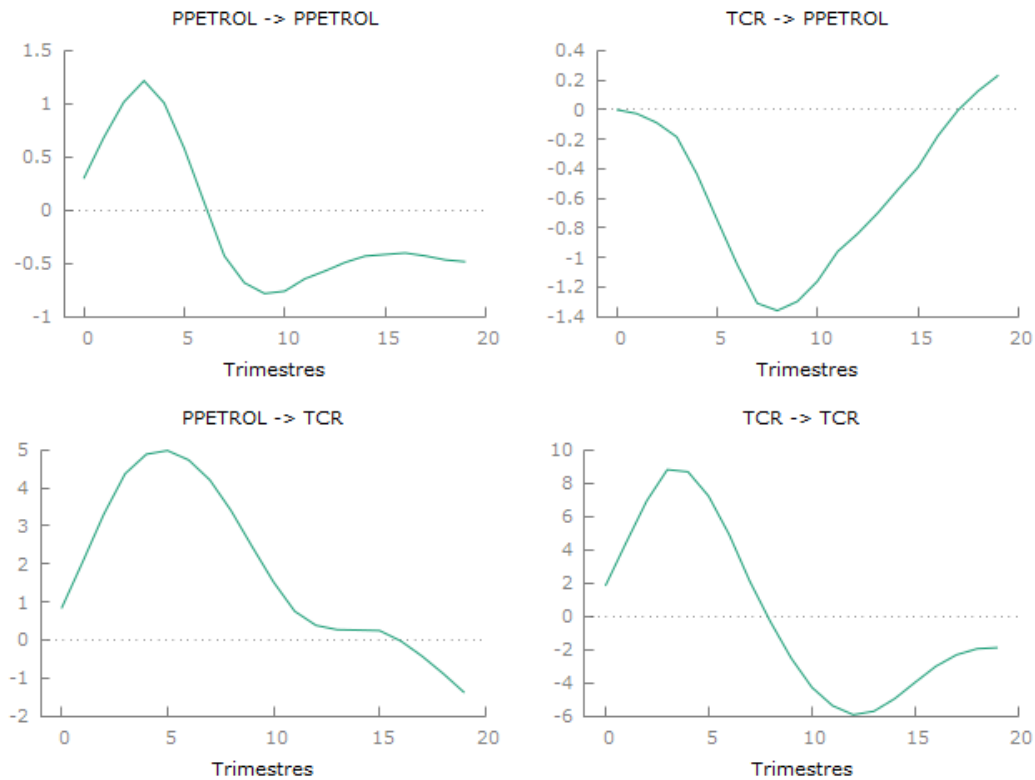 PPETROL -> PPETROL
1.5
1
0.5
0
-0.5
-1
0 5 10 15 20
Trimestres
TCR -> PPETROL
0.4
0.2
0
-0.2
-0.4
-0.6
-0.8
-1
-1.2
-1.4
0 5 10 15 20
Trimestres
PPETROL -> TCR
5
4
3
2
1
0
-1
-2
0 5 10 15 20
Trimestres
TCR -> TCR
10
8
6
4
2
0
-2
-4
-6
0 5 10 15 20
Trimestres